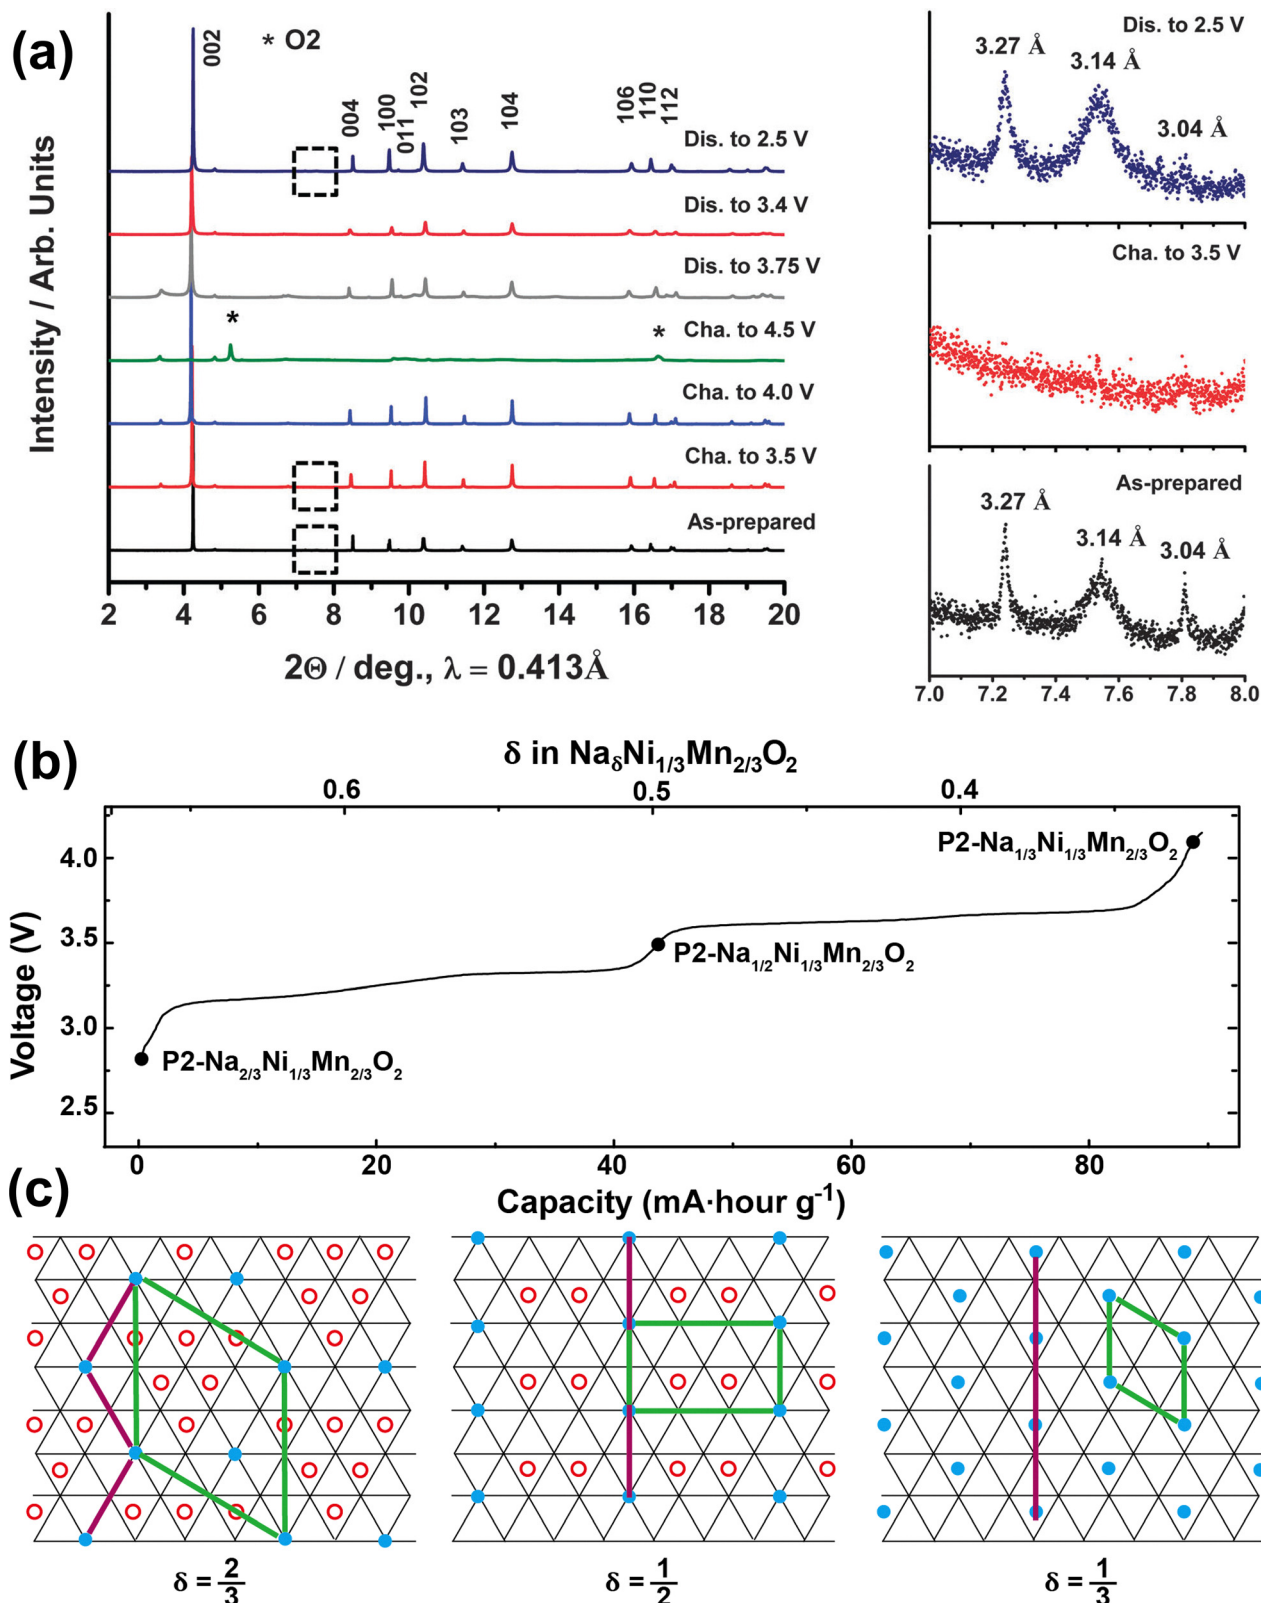 (a)
Intensity / Arb. Units
* O2
002
004
100
011
102
103
104
106
110
112
Dis. to 2.5 V
Dis. to 3.4 V
Dis. to 3.75 V
*
*
Cha. to 4.5 V
Cha. to 4.0 V
Cha. to 3.5 V
As-prepared
2 4 6 8 10 12 14 16 18 20
2Θ / deg., λ = 0.413Å
Dis. to 2.5 V
3.27 Å
3.14 Å
3.04 Å
Cha. to 3.5 V
As-prepared
3.27 Å
3.14 Å
3.04 Å
7.0 7.2 7.4 7.6 7.8 8.0
(b)
δ in NaδNi1/3Mn2/3O2
0.6 0.5 0.4
Voltage (V)
4.0
3.5
3.0
2.5
P2-Na1/3Ni1/3Mn2/3O2
P2-Na1/2Ni1/3Mn2/3O2
P2-Na2/3Ni1/3Mn2/3O2
0 20 40 60 80
Capacity (mA·hour g-1)
(c)
δ = 2/3
δ = 1/2
δ = 1/3